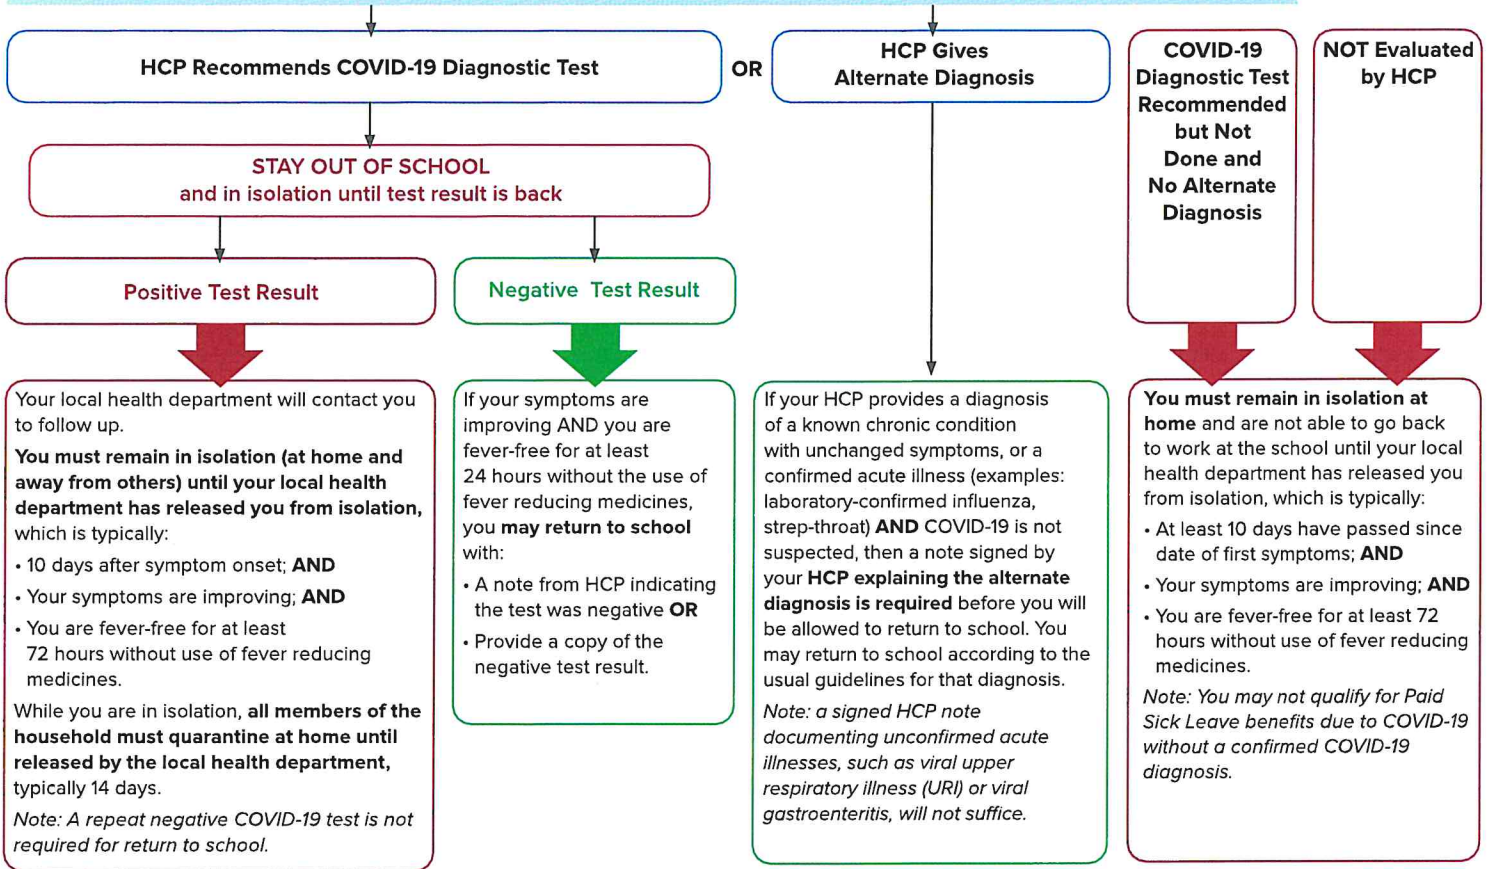 HCP Recommends COVID-19 Diagnostic Test
OR
HCP Gives
Alternate Diagnosis
COVID-19
Diagnostic Test
Recommended
but Not
Done and
No Alternate
Diagnosis
NOT Evaluated
by HCP
STAY OUT OF SCHOOL
and in isolation until test result is back
Positive Test Result
Negative Test Result
Your local health department will contact you
to follow up.
You must remain in isolation (at home and
away from others) until your local health
department has released you from isolation,
which is typically:
• 10 days after symptom onset; AND
• Your symptoms are improving; AND
• You are fever-free for at least
72 hours without use of fever reducing
medicines.
While you are in isolation, all members of the
household must quarantine at home until
released by the local health department,
typically 14 days.
Note: A repeat negative COVID-19 test is not
required for return to school.
If your symptoms are
improving AND you are
fever-free for at least
24 hours without the use of
fever reducing medicines,
you may return to school
with:
• A note from HCP indicating
the test was negative OR
• Provide a copy of the
negative test result.
If your HCP provides a diagnosis
of a known chronic condition
with unchanged symptoms, or a
confirmed acute illness (examples:
laboratory-confirmed influenza,
strep-throat) AND COVID-19 is not
suspected, then a note signed by
your HCP explaining the alternate
diagnosis is required before you will
be allowed to return to school. You
may return to school according to the
usual guidelines for that diagnosis.
Note: a signed HCP note
documenting unconfirmed acute
illnesses, such as viral upper
respiratory illness (URI) or viral
gastroenteritis, will not suffice.
You must remain in isolation at
home and are not able to go back
to work at the school until your local
health department has released you
from isolation, which is typically:
• At least 10 days have passed since
date of first symptoms; AND
• Your symptoms are improving; AND
• You are fever-free for at least 72
hours without use of fever reducing
medicines.
Note: You may not qualify for Paid
Sick Leave benefits due to COVID-19
without a confirmed COVID-19
diagnosis.